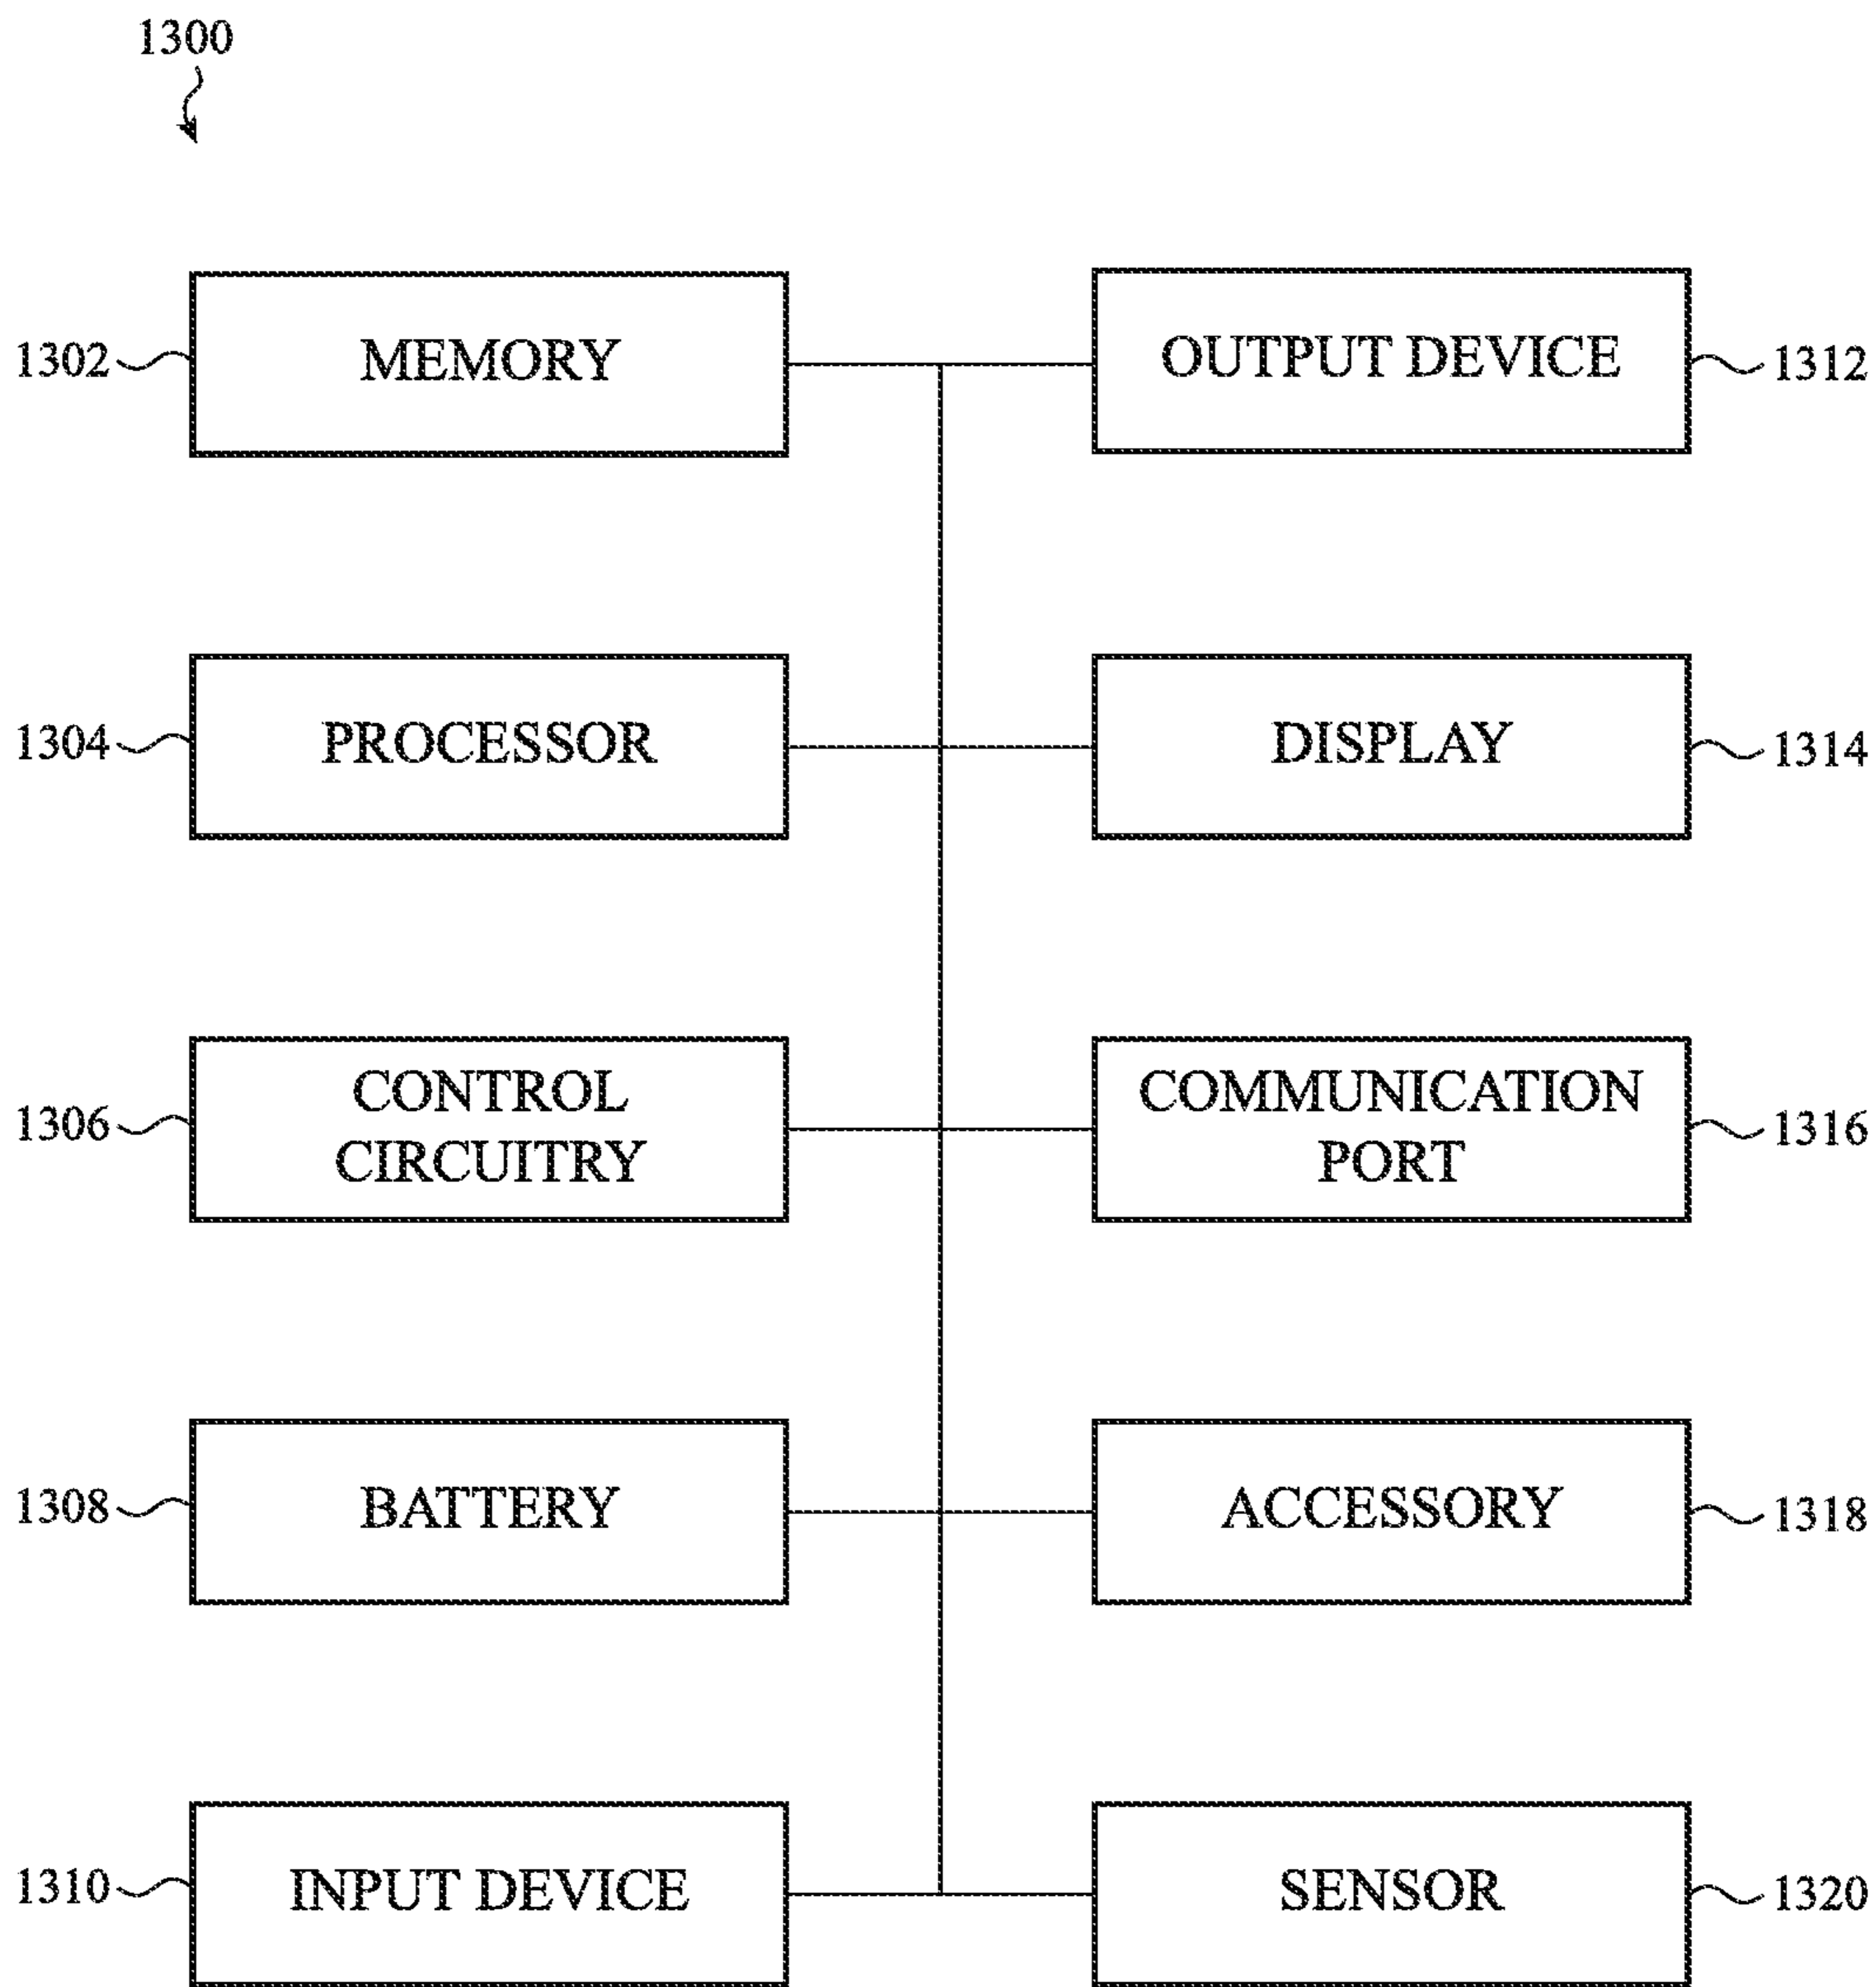 1300
1302 MEMORY
OUTPUT DEVICE 1312
1304 PROCESSOR
DISPLAY 1314
1306 CONTROL
CIRCUITRY
COMMUNICATION
PORT 1316
1308 BATTERY
ACCESSORY 1318
1310 INPUT DEVICE
SENSOR 1320